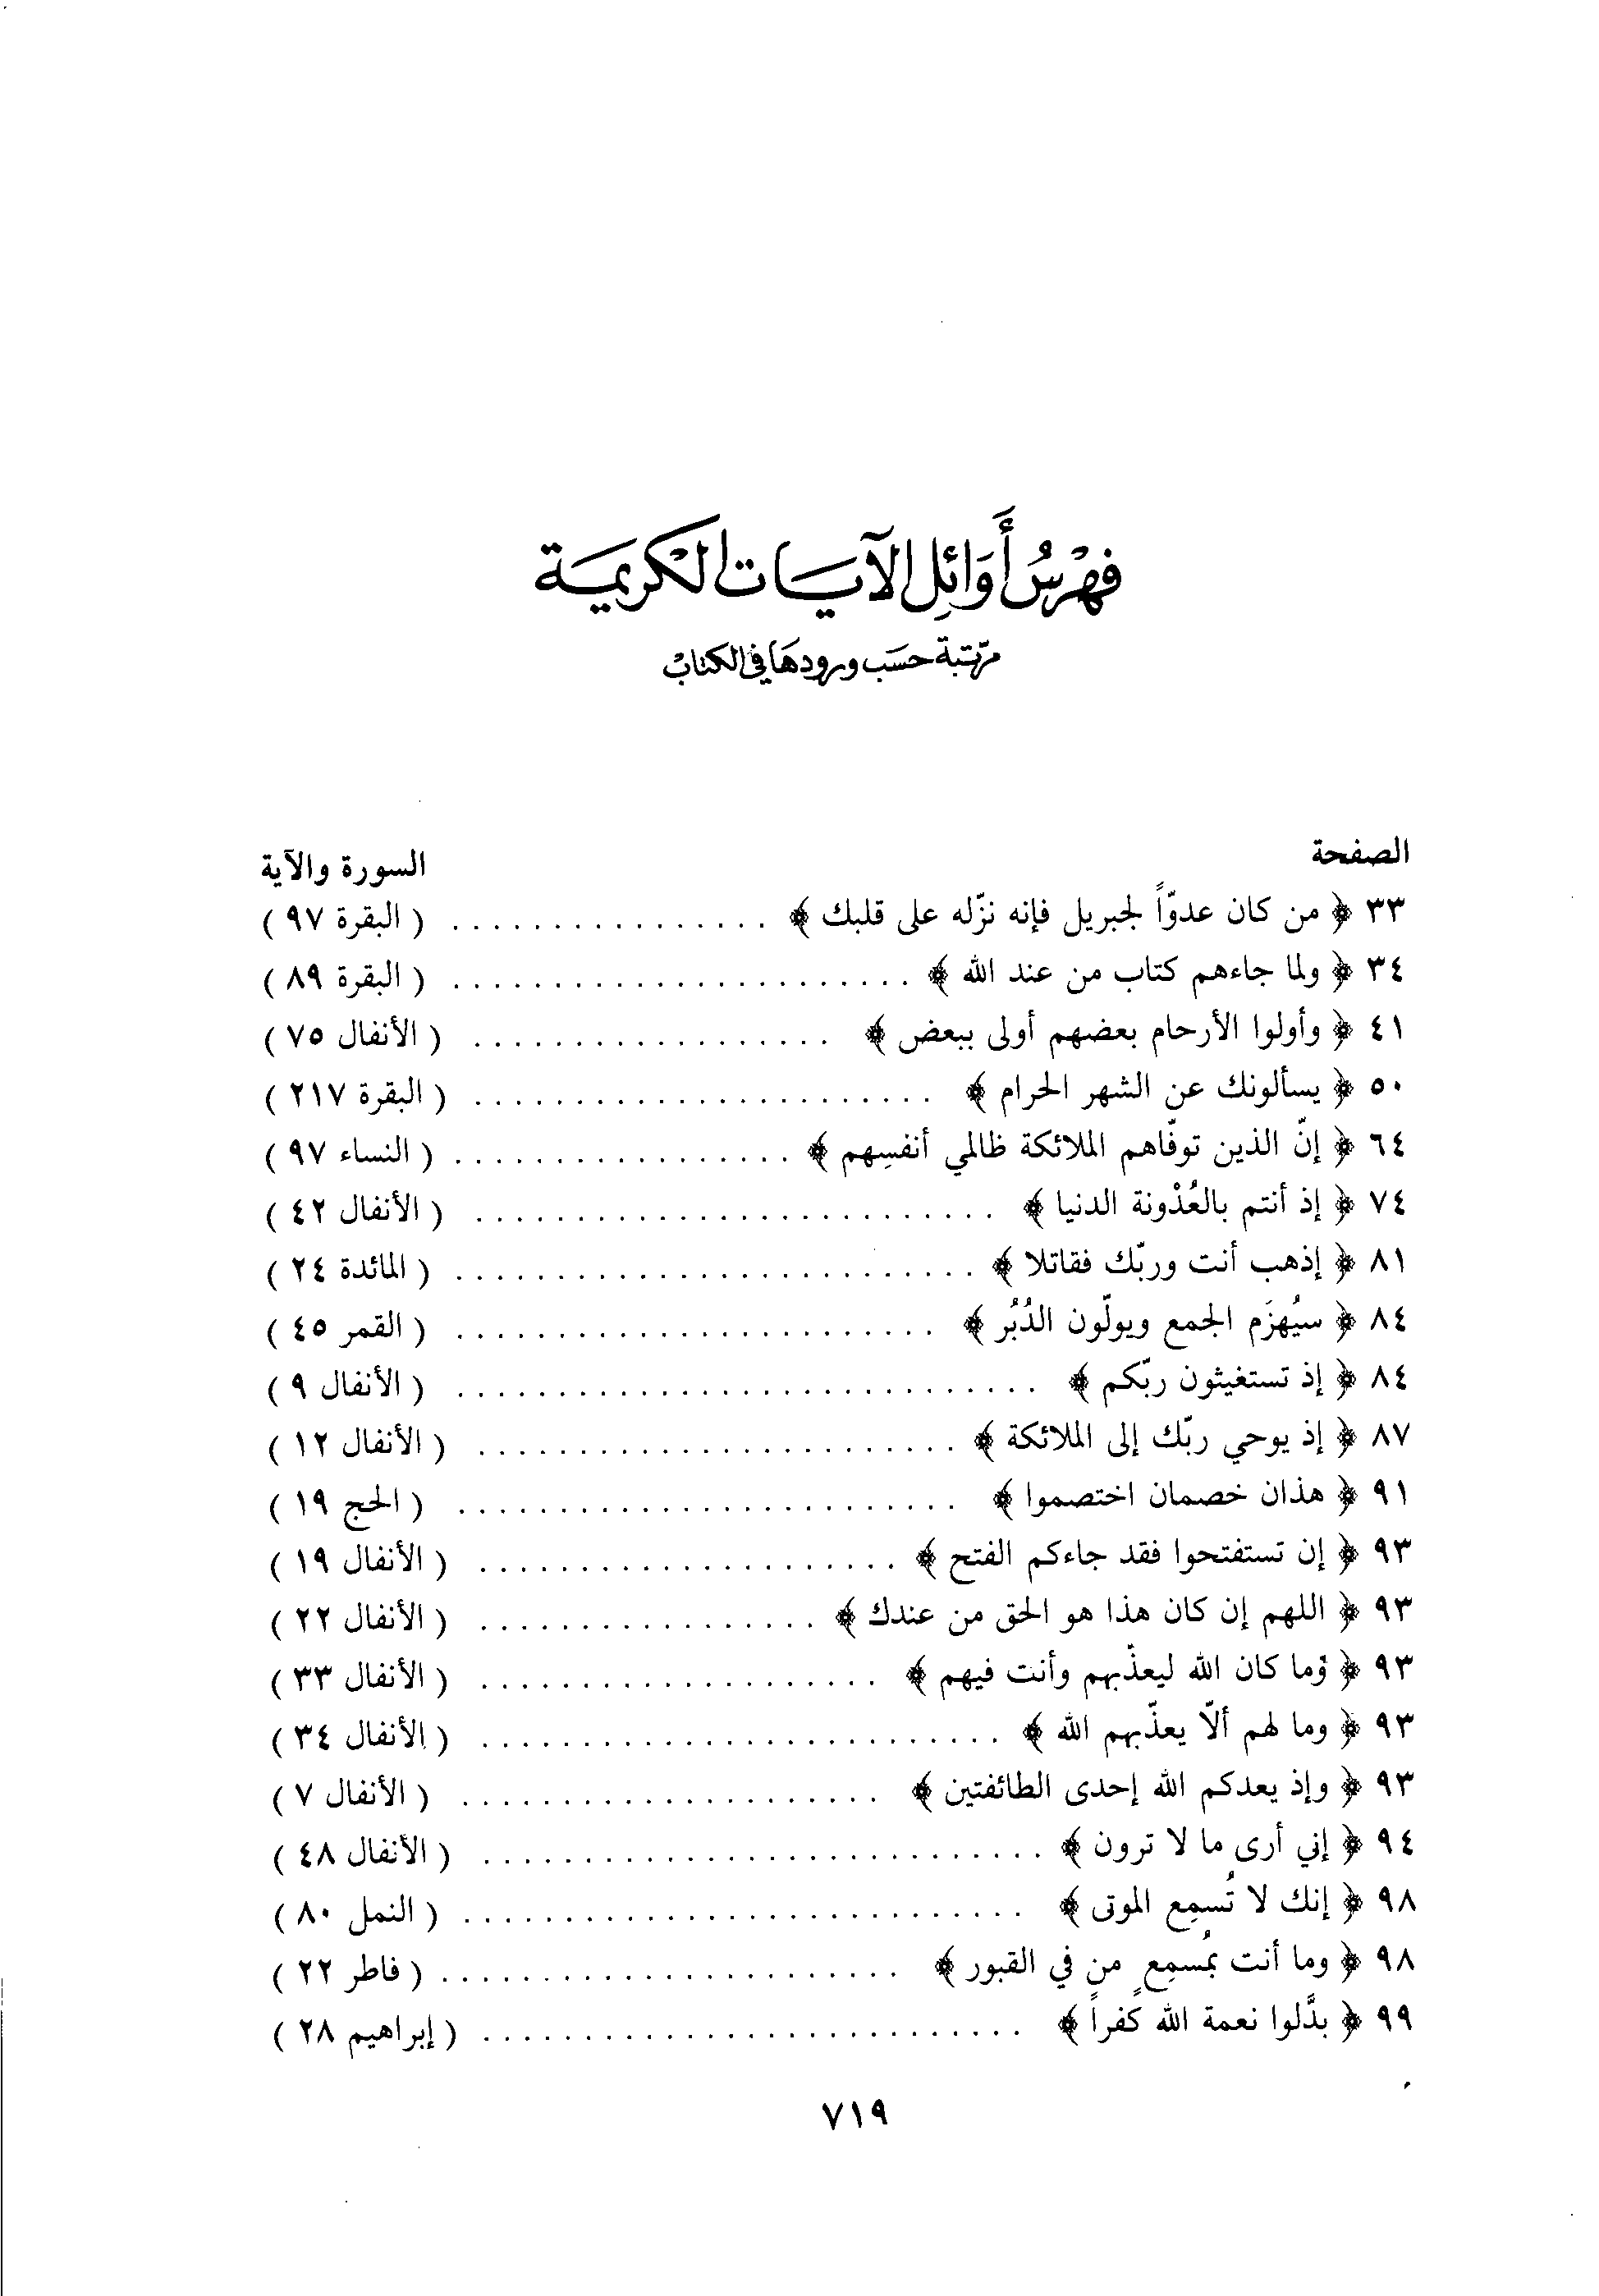 فهرس أوائل الآيات الكريمة
مرتبة حسب ورودها في الكتاب
الصفحة السورة والآية
٣٣ ﴿ من كان عدوّاً لجبريل فإنه نزّله على قلبك ﴾ . . . . . . . . . . . . . . . . ( البقرة ٩٧ )
٣٤ ﴿ ولما جاءهم كتاب من عند الله ﴾ . . . . . . . . . . . . . . . . . . . . . . . ( البقرة ٨٩ )
٤١ ﴿ وأولوا الأرحام بعضهم أولى ببعض ﴾ . . . . . . . . . . . . . . . . . . ( الأنفال ٧٥ )
٥٠ ﴿ يسألونك عن الشهر الحرام ﴾ . . . . . . . . . . . . . . . . . . . . . . . ( البقرة ٢١٧ )
٦٤ ﴿ إنّ الذين توفّاهم الملائكة ظالمي أنفسِهم ﴾ . . . . . . . . . . . . . . . . . ( النساء ٩٧ )
٧٤ ﴿ إذ أنتم بالعُدْونة الدنيا ﴾ . . . . . . . . . . . . . . . . . . . . . . . . . . ( الأنفال ٤٢ )
٨١ ﴿ إذهب أنت وربّك فقاتلا ﴾ . . . . . . . . . . . . . . . . . . . . . . . . . . ( المائدة ٢٤ )
٨٤ ﴿ سيُهزَم الجمع ويولّون الدُبُر ﴾ . . . . . . . . . . . . . . . . . . . . . . . . ( القمر ٤٥ )
٨٤ ﴿ إذ تستغيثون ربّكم ﴾ . . . . . . . . . . . . . . . . . . . . . . . . . . . . . ( الأنفال ٩ )
٨٧ ﴿ إذ يوحي ربّك إلى الملائكة ﴾ . . . . . . . . . . . . . . . . . . . . . . . . ( الأنفال ١٢ )
٩١ ﴿ هذان خصمان اختصموا ﴾ . . . . . . . . . . . . . . . . . . . . . . . . . ( الحج ١٩ )
٩٣ ﴿ إن تستفتحوا فقد جاءكم الفتح ﴾ . . . . . . . . . . . . . . . . . . . . . ( الأنفال ١٩ )
٩٣ ﴿ اللهم إن كان هذا هو الحق من عندك ﴾ . . . . . . . . . . . . . . . . . ( الأنفال ٢٢ )
٩٣ ﴿ وما كان الله ليعذّبهم وأنت فيهم ﴾ . . . . . . . . . . . . . . . . . . . . ( الأنفال ٣٣ )
٩٣ ﴿ وما لهم ألاّ يعذّبهم الله ﴾ . . . . . . . . . . . . . . . . . . . . . . . . . . ( الأنفال ٣٤ )
٩٣ ﴿ وإذ يعدكم الله إحدى الطائفتين ﴾ . . . . . . . . . . . . . . . . . . . . . ( الأنفال ٧ )
٩٤ ﴿ إني أرى ما لا ترون ﴾ . . . . . . . . . . . . . . . . . . . . . . . . . . . . ( الأنفال ٤٨ )
٩٨ ﴿ إنك لا تُسمِع الموتى ﴾ . . . . . . . . . . . . . . . . . . . . . . . . . . . . ( النمل ٨٠ )
٩٨ ﴿ وما أنت بمُسمِعٍ من في القبور ﴾ . . . . . . . . . . . . . . . . . . . . . . . ( فاطر ٢٢ )
٩٩ ﴿ بدَّلوا نعمة الله كفراً ﴾ . . . . . . . . . . . . . . . . . . . . . . . . . . . ( إبراهيم ٢٨ )
٧١٩